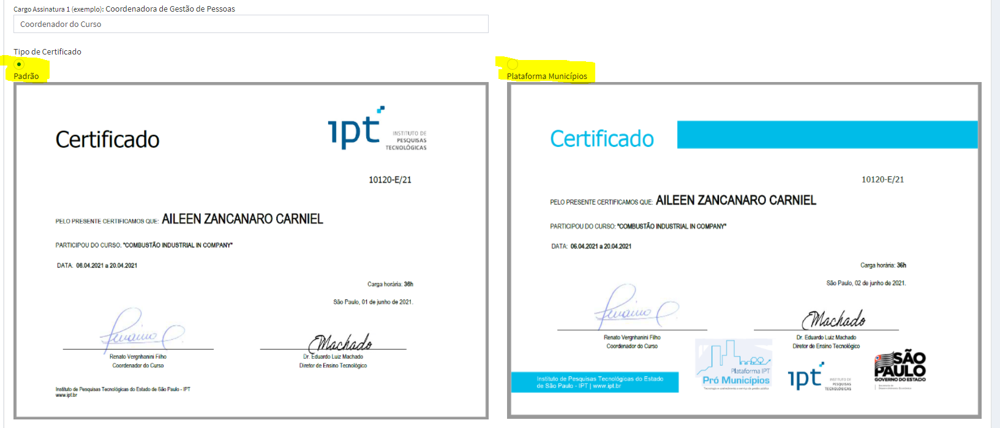 Cargo Assinatura 1 (exemplo): Coordenadora de Gestão de Pessoas
Coordenador do Curso
Tipo de Certificado
Padrão
Certificado
ipt
INSTITUTO DE
PESQUISAS
TECNOLÓGICAS
10120-E/21
PELO PRESENTE CERTIFICAMOS QUE: AILEEN ZANCANARO CARNIEL
PARTICIPOU DO CURSO: "COMBUSTÃO INDUSTRIAL IN COMPANY"
DATA: 06.04.2021 a 20.04.2021
Carga horária: 36h
São Paulo, 01 de junho de 2021.
Machado
Renato Vergnhanini Filho
Coordenador do Curso
Dr. Eduardo Luiz Machado
Diretor de Ensino Tecnológico
Instituto de Pesquisas Tecnológicas do Estado de São Paulo - IPT
www.ipt.br
Plataforma Municípios
Certificado
10120-E/21
PELO PRESENTE CERTIFICAMOS QUE: AILEEN ZANCANARO CARNIEL
PARTICIPOU DO CURSO: "COMBUSTÃO INDUSTRIAL IN COMPANY"
DATA: 06.04.2021 a 20.04.2021
Carga horária: 36h
São Paulo, 02 de junho de 2021.
Machado
Renato Vergnhanini Filho
Coordenador do Curso
Dr. Eduardo Luiz Machado
Diretor de Ensino Tecnológico
Instituto de Pesquisas Tecnológicas do Estado
de São Paulo - IPT | www.ipt.br
Plataforma IPT
Pró Municípios
ipt
INSTITUTO DE
PESQUISAS
TECNOLÓGICAS
SÃO
PAULO
GOVERNO DO ESTADO